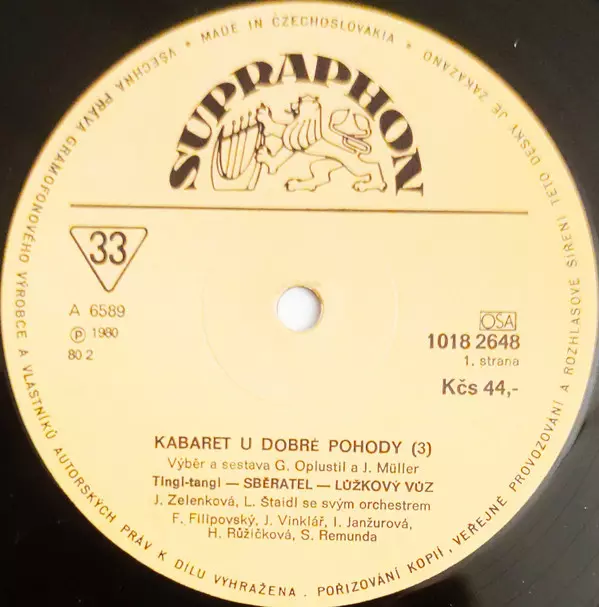 VŠECHNA PRÁVA GRAMOFONOVÉHO VÝROBCE A VLASTNÍKŮ AUTORSKÝCH PRÁV K DÍLU VYHRAŽENA. POŘIZOVÁNÍ KOPIÍ, VEŘEJNÉ PROVOZOVÁNÍ A ROZHLASOVÉ ŠÍŘENÍ TÉTO DESKY JE ZAKÁZÁNO
• MADE IN ČZECHOSLOVAKIA •
SUPRAPHON
33
A 6589
Ⓟ 1980
80 2
OSA
1018 2648
1. strana
Kčs 44,-
KABARET U DOBRÉ POHODY (3)
Výběr a sestava G. Oplustil a J. Müller
Tingl-tangl — SBĚRATEL — LŮŽKOVÝ VŮZ
J. Zelenková, L. Štaidl se svým orchestrem
F. Filipovský, J. Vinklář, I. Janžurová,
H. Růžičková, S. Remunda